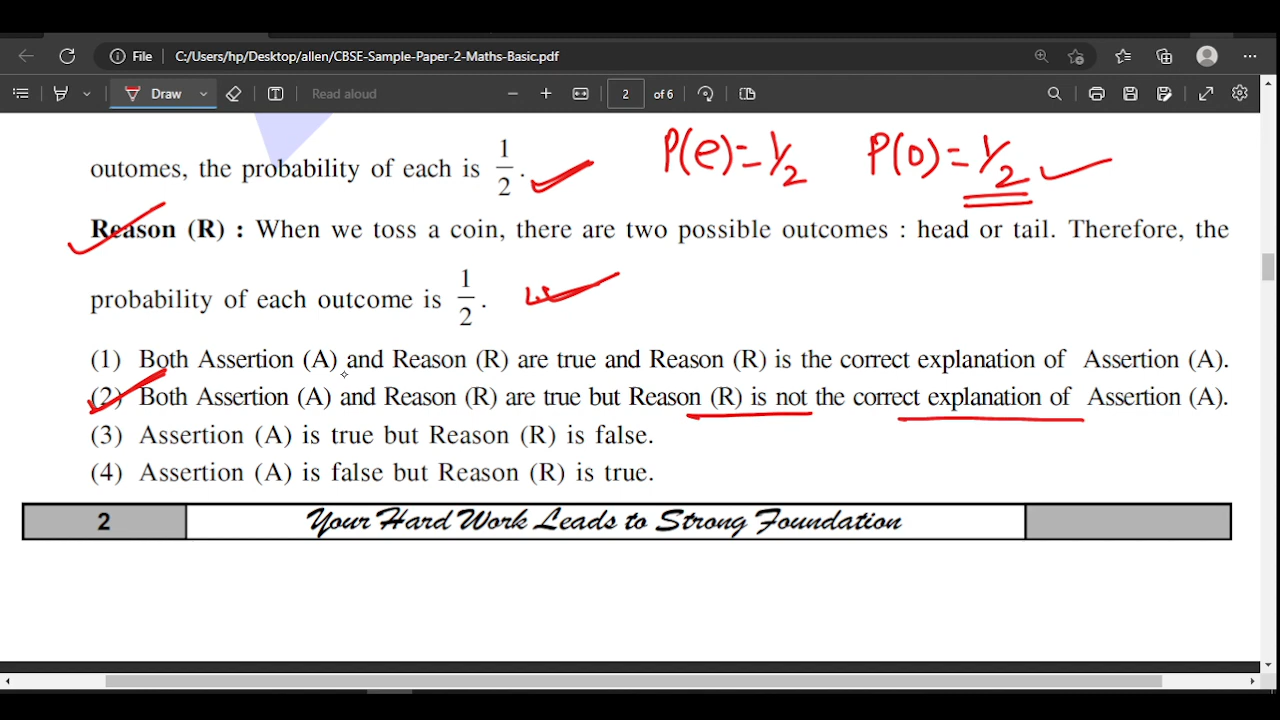 File C:/Users/hp/Desktop/allen/CBSE-Sample-Paper-2-Maths-Basic.pdf
Draw Read aloud 2 of 6
outomes, the probability of each is 1/2. P(e)=1/2 P(O)=1/2
Reason (R) : When we toss a coin, there are two possible outcomes : head or tail. Therefore, the
probability of each outcome is 1/2.
(1) Both Assertion (A) and Reason (R) are true and Reason (R) is the correct explanation of Assertion (A).
(2) Both Assertion (A) and Reason (R) are true but Reason (R) is not the correct explanation of Assertion (A).
(3) Assertion (A) is true but Reason (R) is false.
(4) Assertion (A) is false but Reason (R) is true.
2 Your Hard Work Leads to Strong Foundation